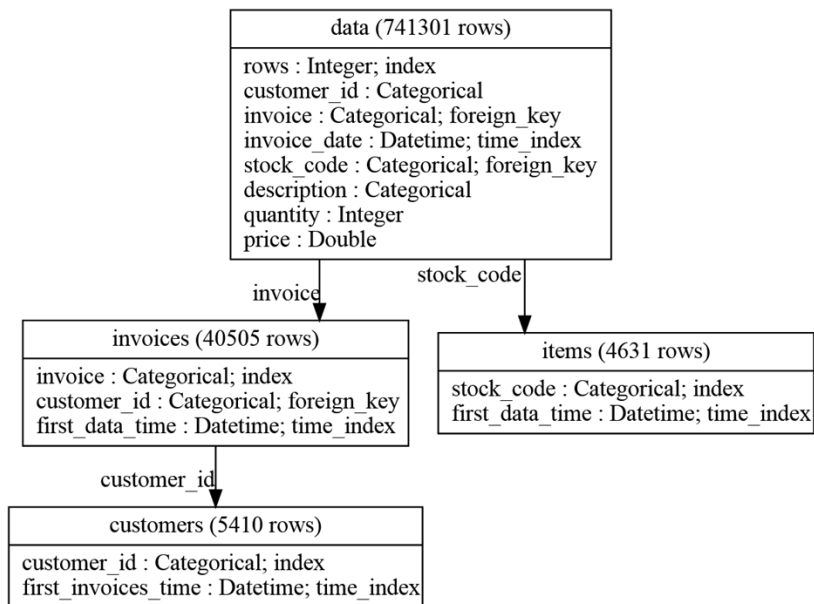 data (741301 rows)
rows : Integer; index
customer_id : Categorical
invoice : Categorical; foreign_key
invoice_date : Datetime; time_index
stock_code : Categorical; foreign_key
description : Categorical
quantity : Integer
price : Double
invoice
stock_code
invoices (40505 rows)
invoice : Categorical; index
customer_id : Categorical; foreign_key
first_data_time : Datetime; time_index
items (4631 rows)
stock_code : Categorical; index
first_data_time : Datetime; time_index
customer_id
customers (5410 rows)
customer_id : Categorical; index
first_invoices_time : Datetime; time_index